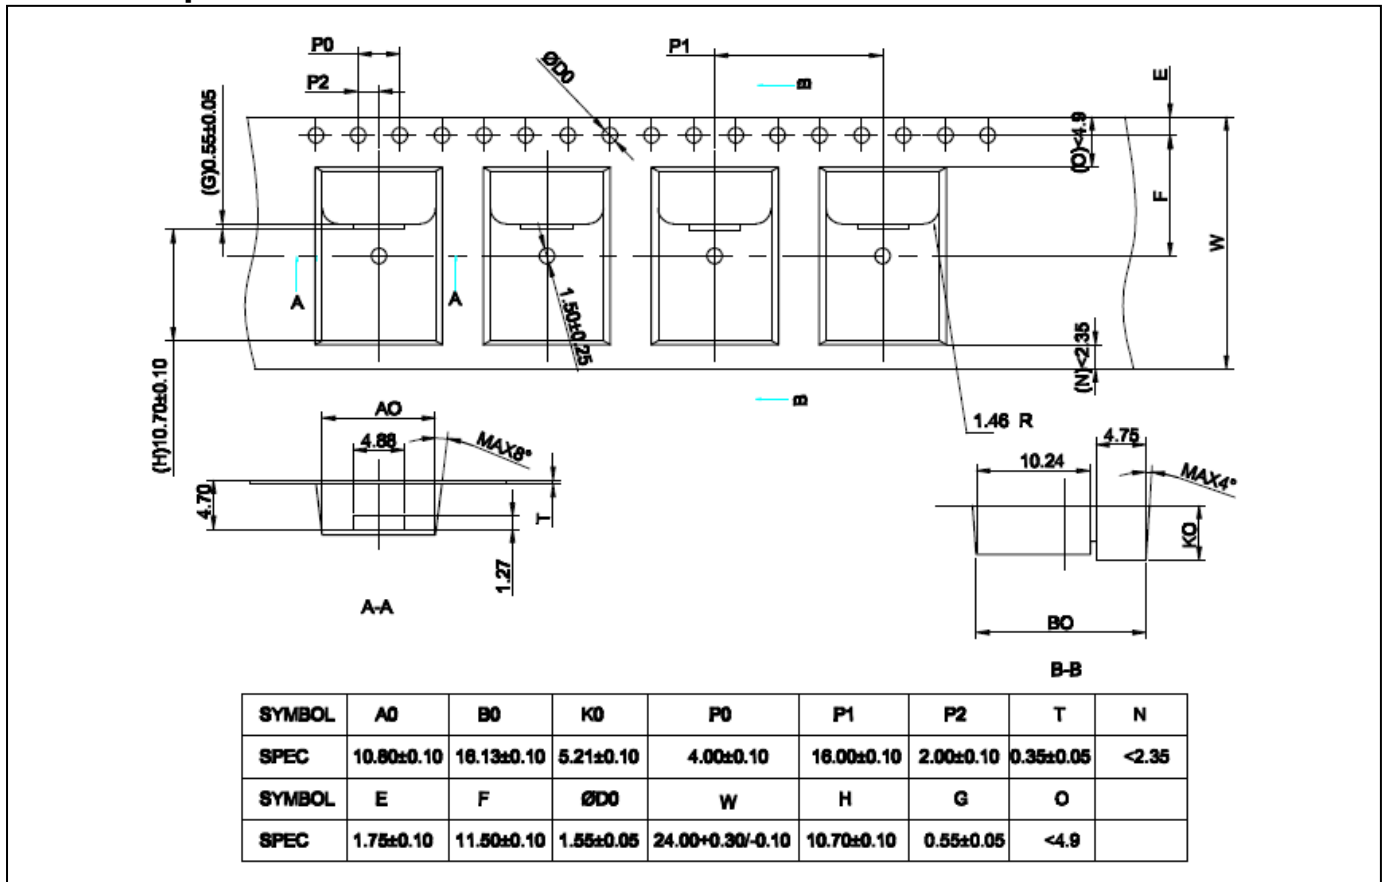 P0
P1
ØD0
P2
B
E
(G)0.55±0.05
(O)<4.9
F
W
A
A
1.50±0.25
(N)<2.35
(H)10.70±0.10
B
1.46 R
AO
4.88
MAX8°
4.75
10.24
MAX4°
4.70
T
KO
1.27
A-A
BO
B-B
SYMBOL A0 B0 K0 P0 P1 P2 T N
SPEC 10.80±0.10 16.13±0.10 5.21±0.10 4.00±0.10 16.00±0.10 2.00±0.10 0.35±0.05 <2.35
SYMBOL E F ØD0 W H G O
SPEC 1.75±0.10 11.50±0.10 1.55±0.05 24.00+0.30/-0.10 10.70±0.10 0.55±0.05 <4.9